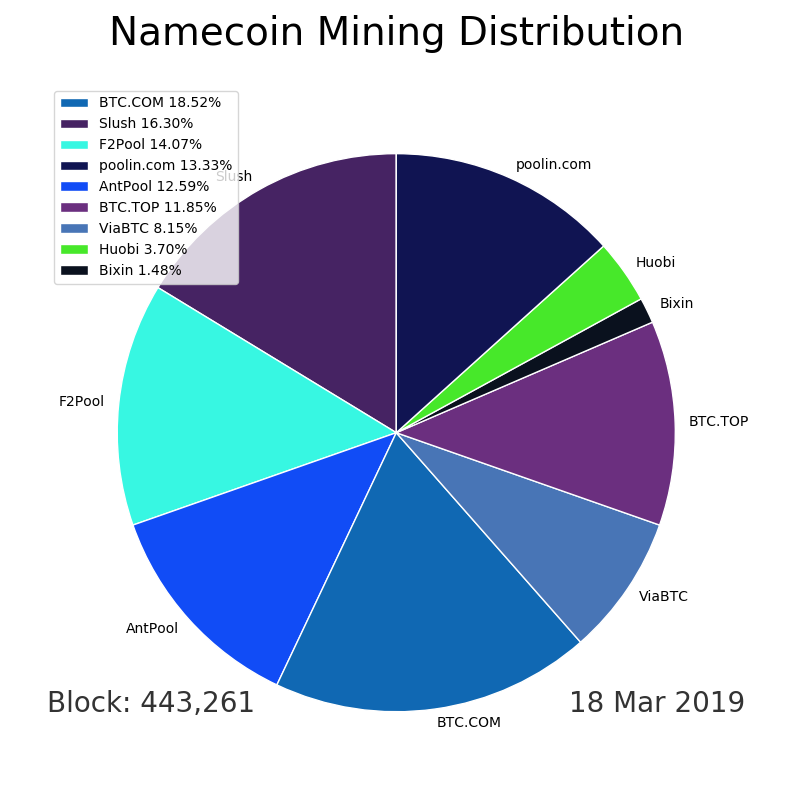 Namecoin Mining Distribution
BTC.COM 18.52%
Slush 16.30%
F2Pool 14.07%
poolin.com 13.33%
AntPool 12.59%
BTC.TOP 11.85%
ViaBTC 8.15%
Huobi 3.70%
Bixin 1.48%
Slush
poolin.com
Huobi
Bixin
F2Pool
BTC.TOP
ViaBTC
AntPool
Block: 443,261
18 Mar 2019
BTC.COM